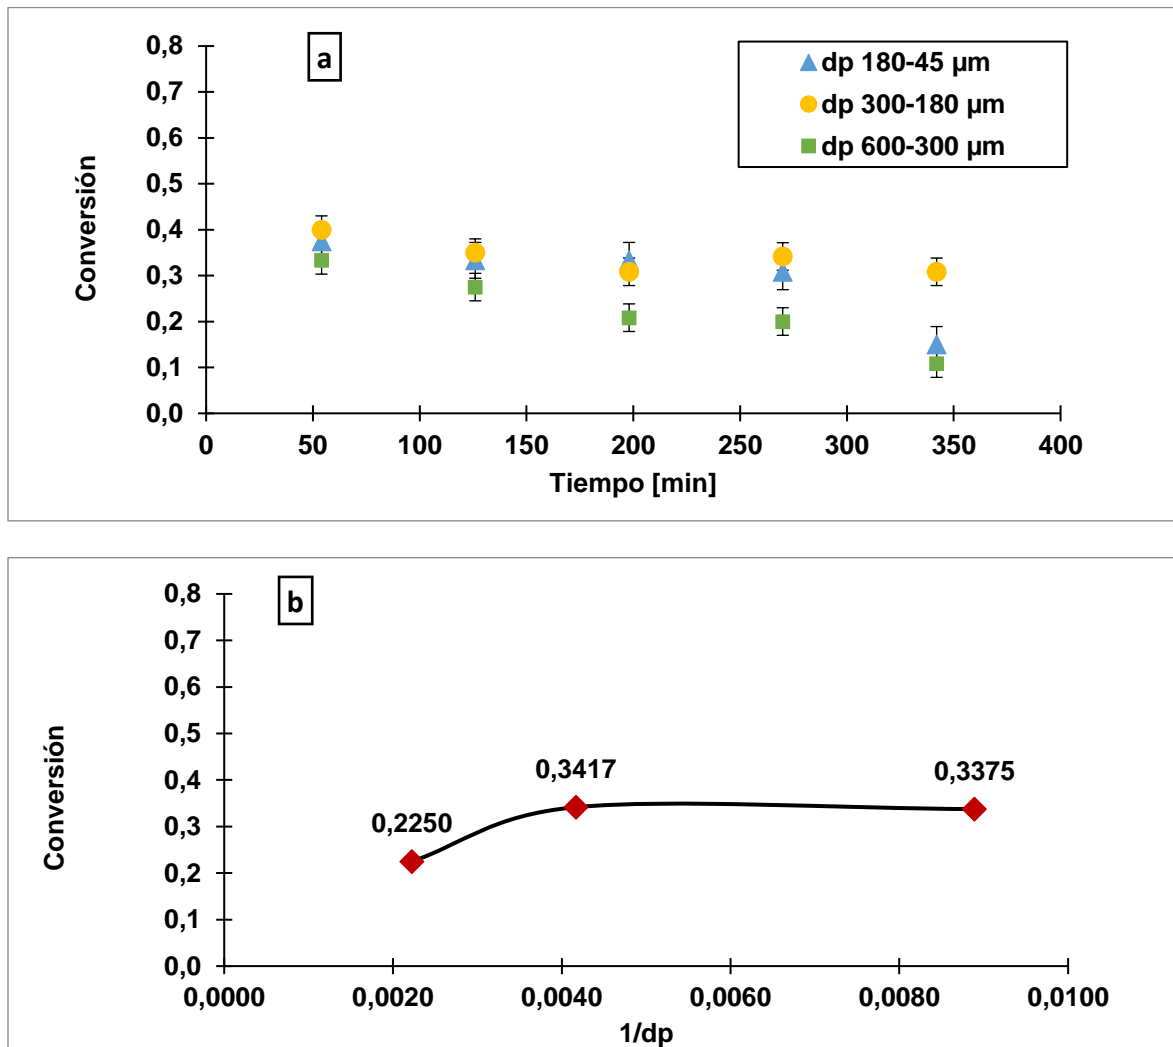 a
dp 180-45 µm
dp 300-180 µm
dp 600-300 µm
0,8
0,7
0,6
0,5
0,4
0,3
0,2
0,1
0,0
Conversión
0 50 100 150 200 250 300 350 400
Tiempo [min]
b
0,8
0,7
0,6
0,5
0,4
0,3
0,2
0,1
0,0
Conversión
0,2250
0,3417
0,3375
0,0000 0,0020 0,0040 0,0060 0,0080 0,0100
1/dp